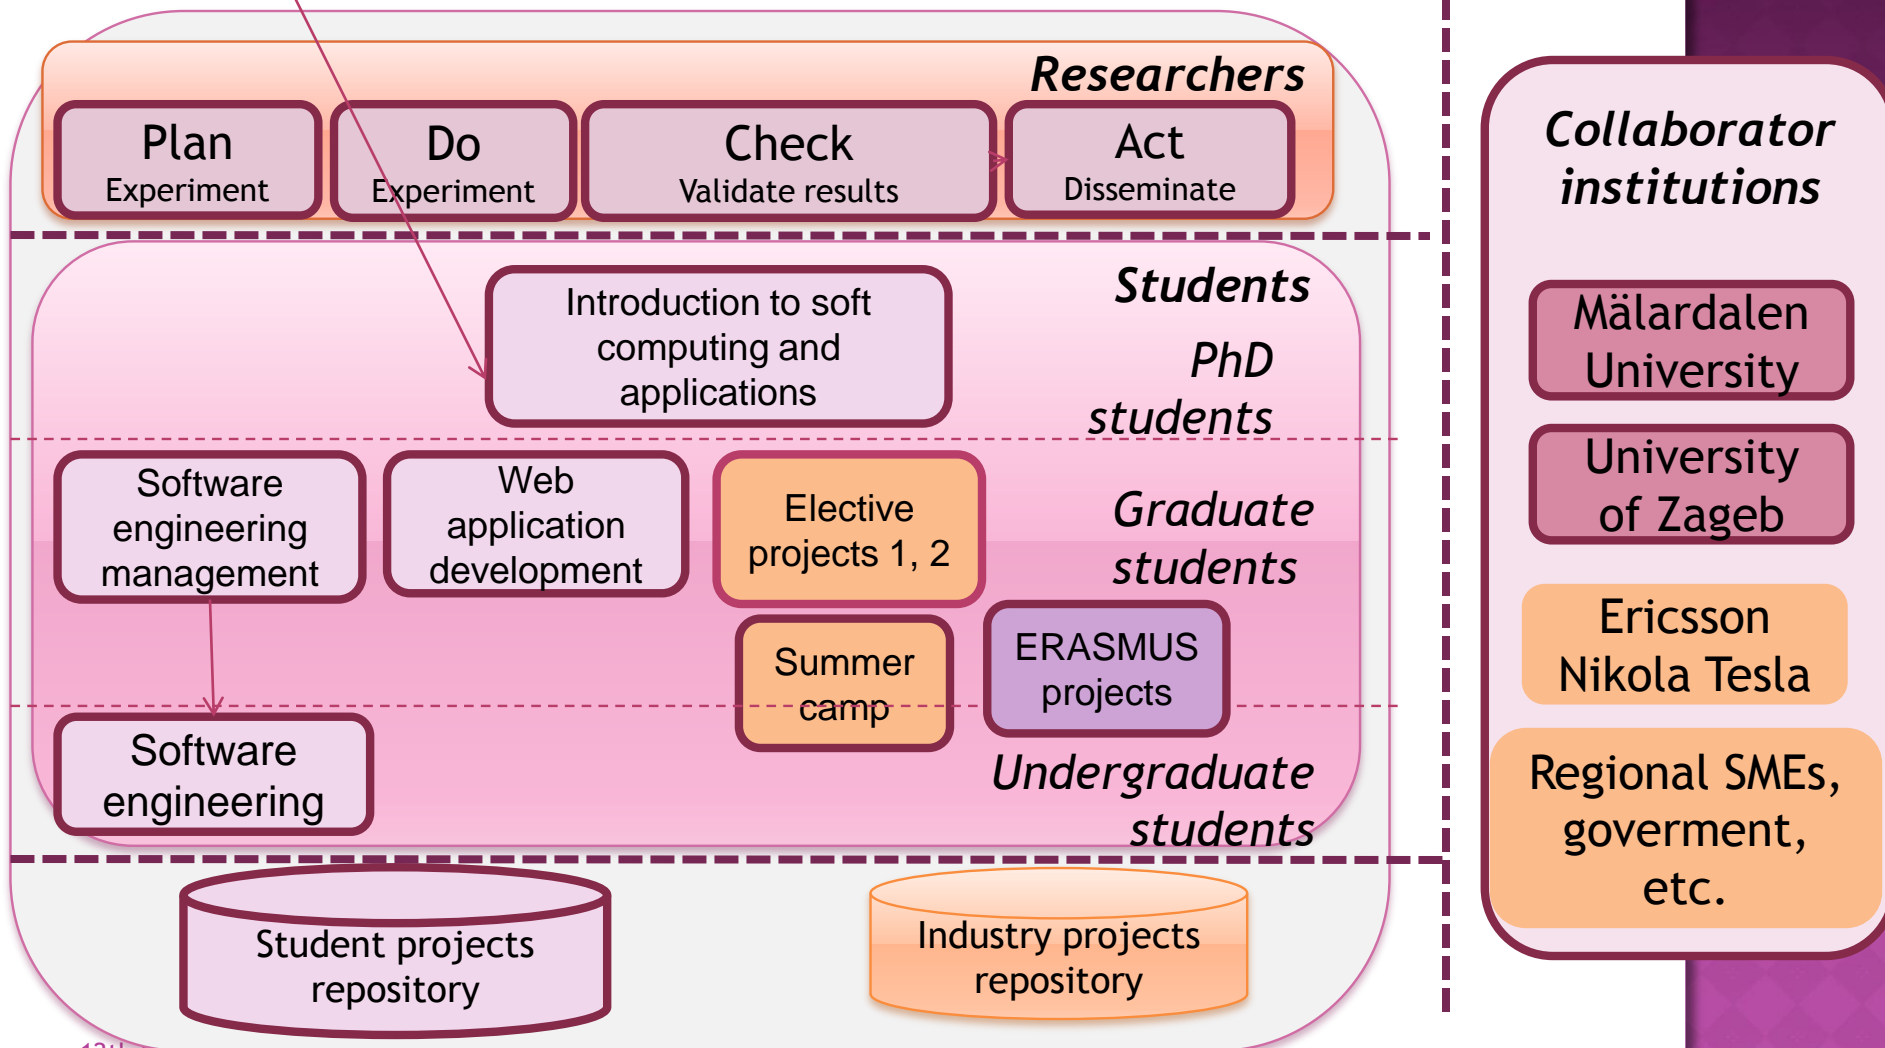 Researchers
Plan
Experiment
Do
Experiment
Check
Validate results
Act
Disseminate
Students
Introduction to soft
computing and
applications
PhD
students
Software
engineering
management
Web
application
development
Elective
projects 1, 2
Graduate
students
Summer
camp
ERASMUS
projects
Software
engineering
Undergraduate
students
Student projects
repository
Industry projects
repository
Collaborator
institutions
Mälardalen
University
University
of Zageb
Ericsson
Nikola Tesla
Regional SMEs,
goverment,
etc.